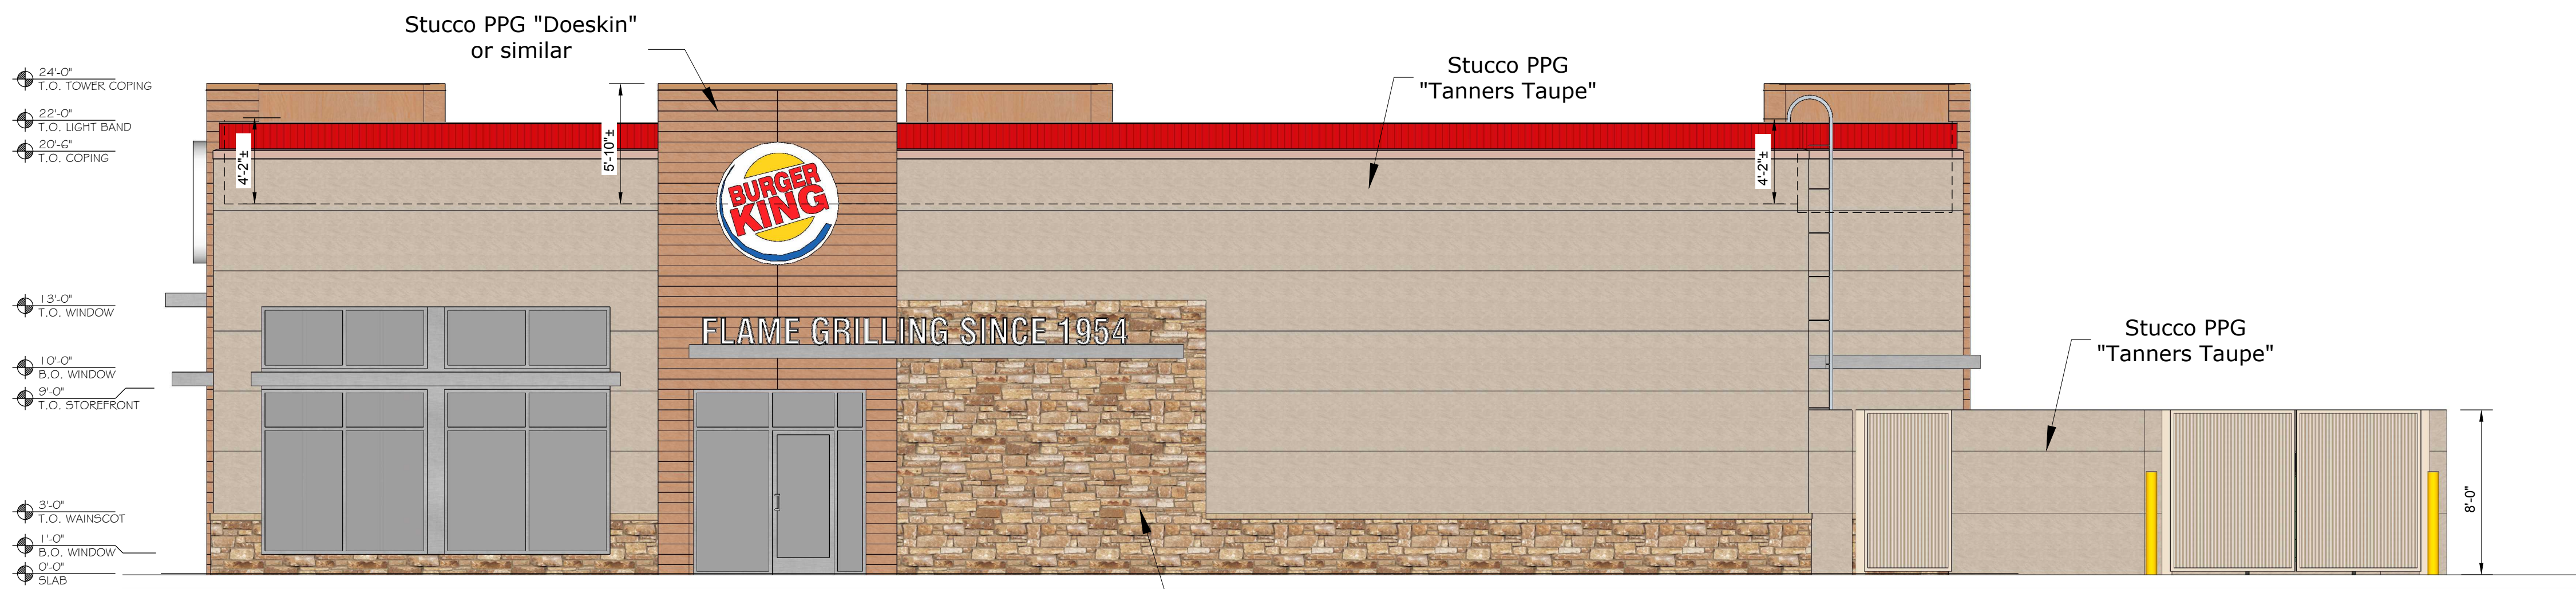 Stucco PPG "Doeskin"
or similar
Stucco PPG
"Tanners Taupe"
24'-0"
T.O. TOWER COPING
22'-0"
T.O. LIGHT BAND
20'-6"
T.O. COPING
4'-2"±
5'-10"±
4'-2"±
BURGER
KING
13'-0"
T.O. WINDOW
FLAME GRILLING SINCE 1954
Stucco PPG
"Tanners Taupe"
10'-0"
B.O. WINDOW
9'-0"
T.O. STOREFRONT
3'-0"
T.O. WAINSCOT
1'-0"
B.O. WINDOW
0'-0"
SLAB
8'-0"